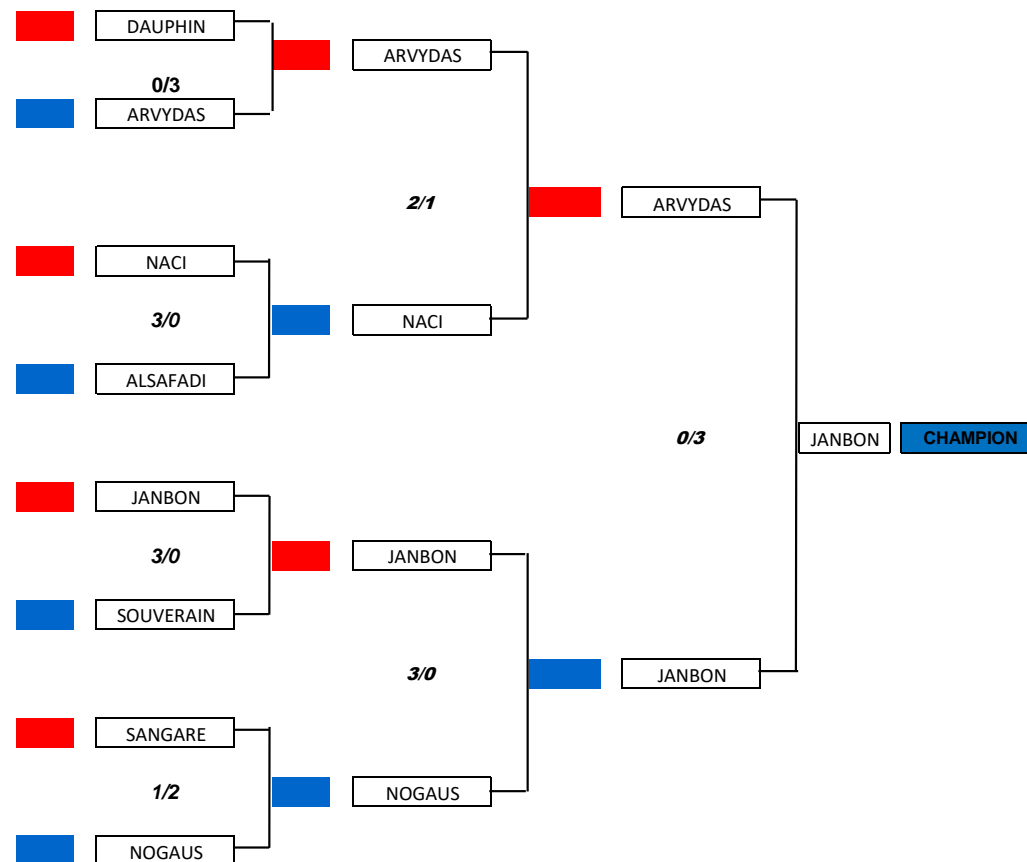 DAUPHIN
0/3
ARVYDAS
ARVYDAS
2/1
ARVYDAS
NACI
3/0
NACI
ALSAFADI
0/3
JANBON CHAMPION
JANBON
3/0
JANBON
SOUVERAIN
3/0
JANBON
SANGARE
1/2
NOGAUS
NOGAUS